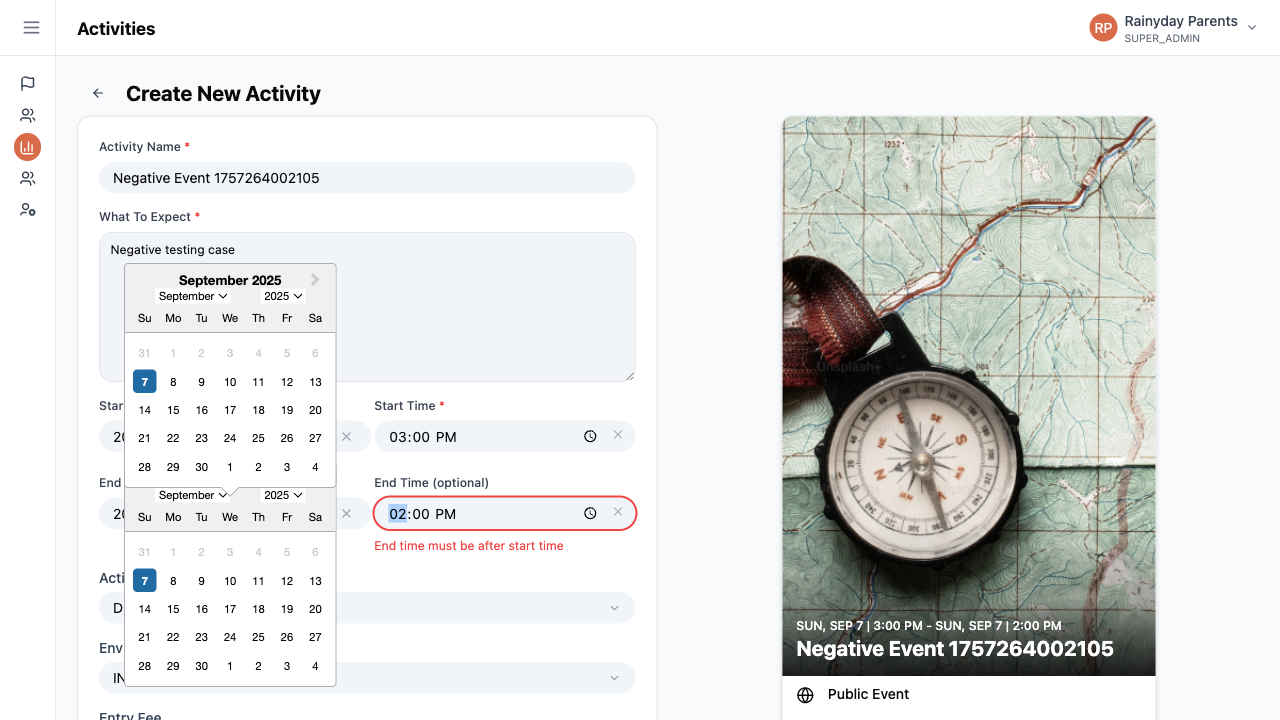 Activities
Rainyday Parents
RP
SUPER_ADMIN
Create New Activity
Activity Name *
Negative Event 1757264002105
What To Expect *
Negative testing case
September 2025
September 2025
Su Mo Tu We Th Fr Sa
31 1 2 3 4 5 6
7 8 9 10 11 12 13
14 15 16 17 18 19 20
21 22 23 24 25 26 27
28 29 30 1 2 3 4
Star
Start Time *
20
03:00 PM
End
End Time (optional)
20
02:00 PM
End time must be after start time
September 2025
Su Mo Tu We Th Fr Sa
31 1 2 3 4 5 6
7 8 9 10 11 12 13
14 15 16 17 18 19 20
21 22 23 24 25 26 27
28 29 30 1 2 3 4
Acti
D
Env
IN
Entry Fee
1232
Unsplash+
SE
S
SW
W
NW
N
NE
E
SUN, SEP 7 | 3:00 PM - SUN, SEP 7 | 2:00 PM
Negative Event 1757264002105
Public Event